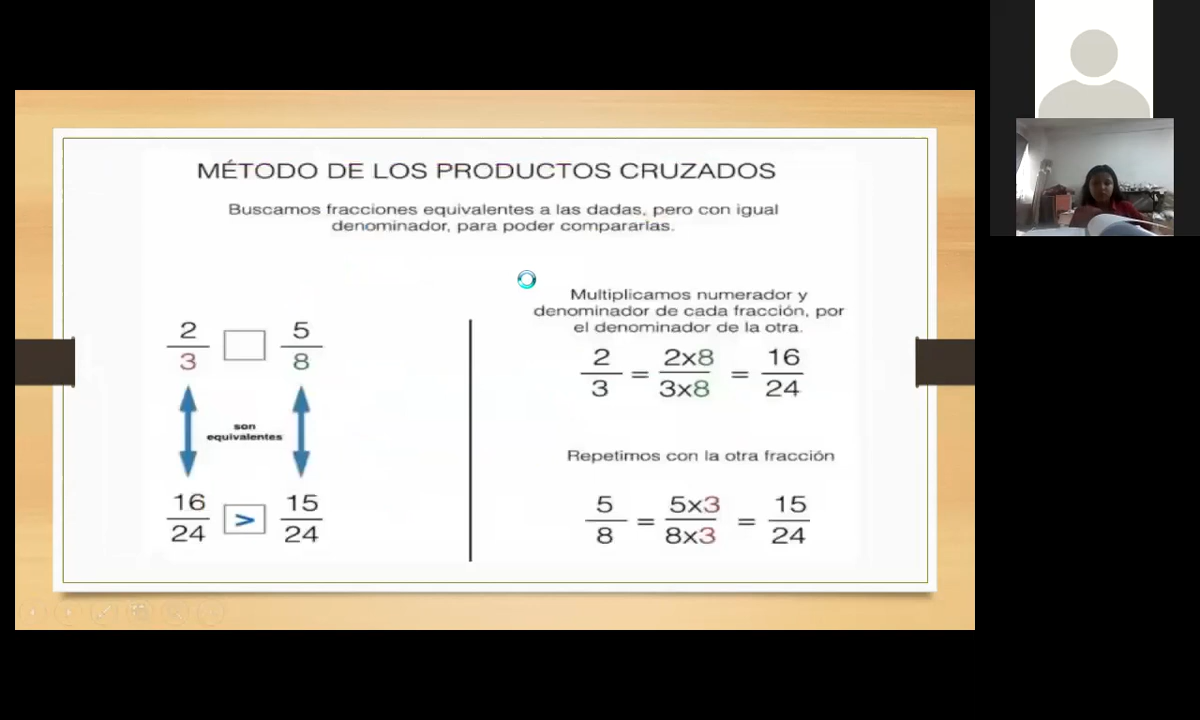 MÉTODO DE LOS PRODUCTOS CRUZADOS
Buscamos fracciones equivalentes a las dadas, pero con igual
denominador, para poder compararlas.
2/3 □ 5/8
son
equivalentes
16/24 > 15/24
Multiplicamos numerador y
denominador de cada fracción, por
el denominador de la otra.
2/3 = 2x8/3x8 = 16/24
Repetimos con la otra fracción
5/8 = 5x3/8x3 = 15/24